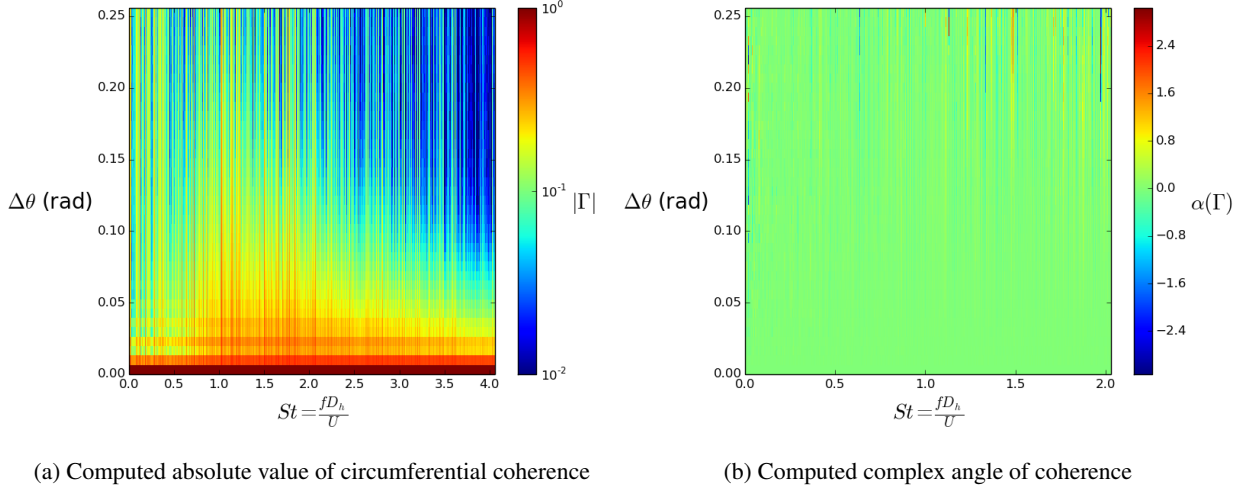 0.25
0.20
0.15
0.10
0.05
0.00
Δθ (rad)
0.0 0.5 1.0 1.5 2.0 2.5 3.0 3.5 4.0
St = fD_h / U
10^0
10^-1
10^-2
|Γ|
0.25
0.20
0.15
0.10
0.05
0.00
Δθ (rad)
0.0 0.5 1.0 1.5 2.0
St = fD_h / U
2.4
1.6
0.8
0.0
−0.8
−1.6
−2.4
α(Γ)
(a) Computed absolute value of circumferential coherence
(b) Computed complex angle of coherence